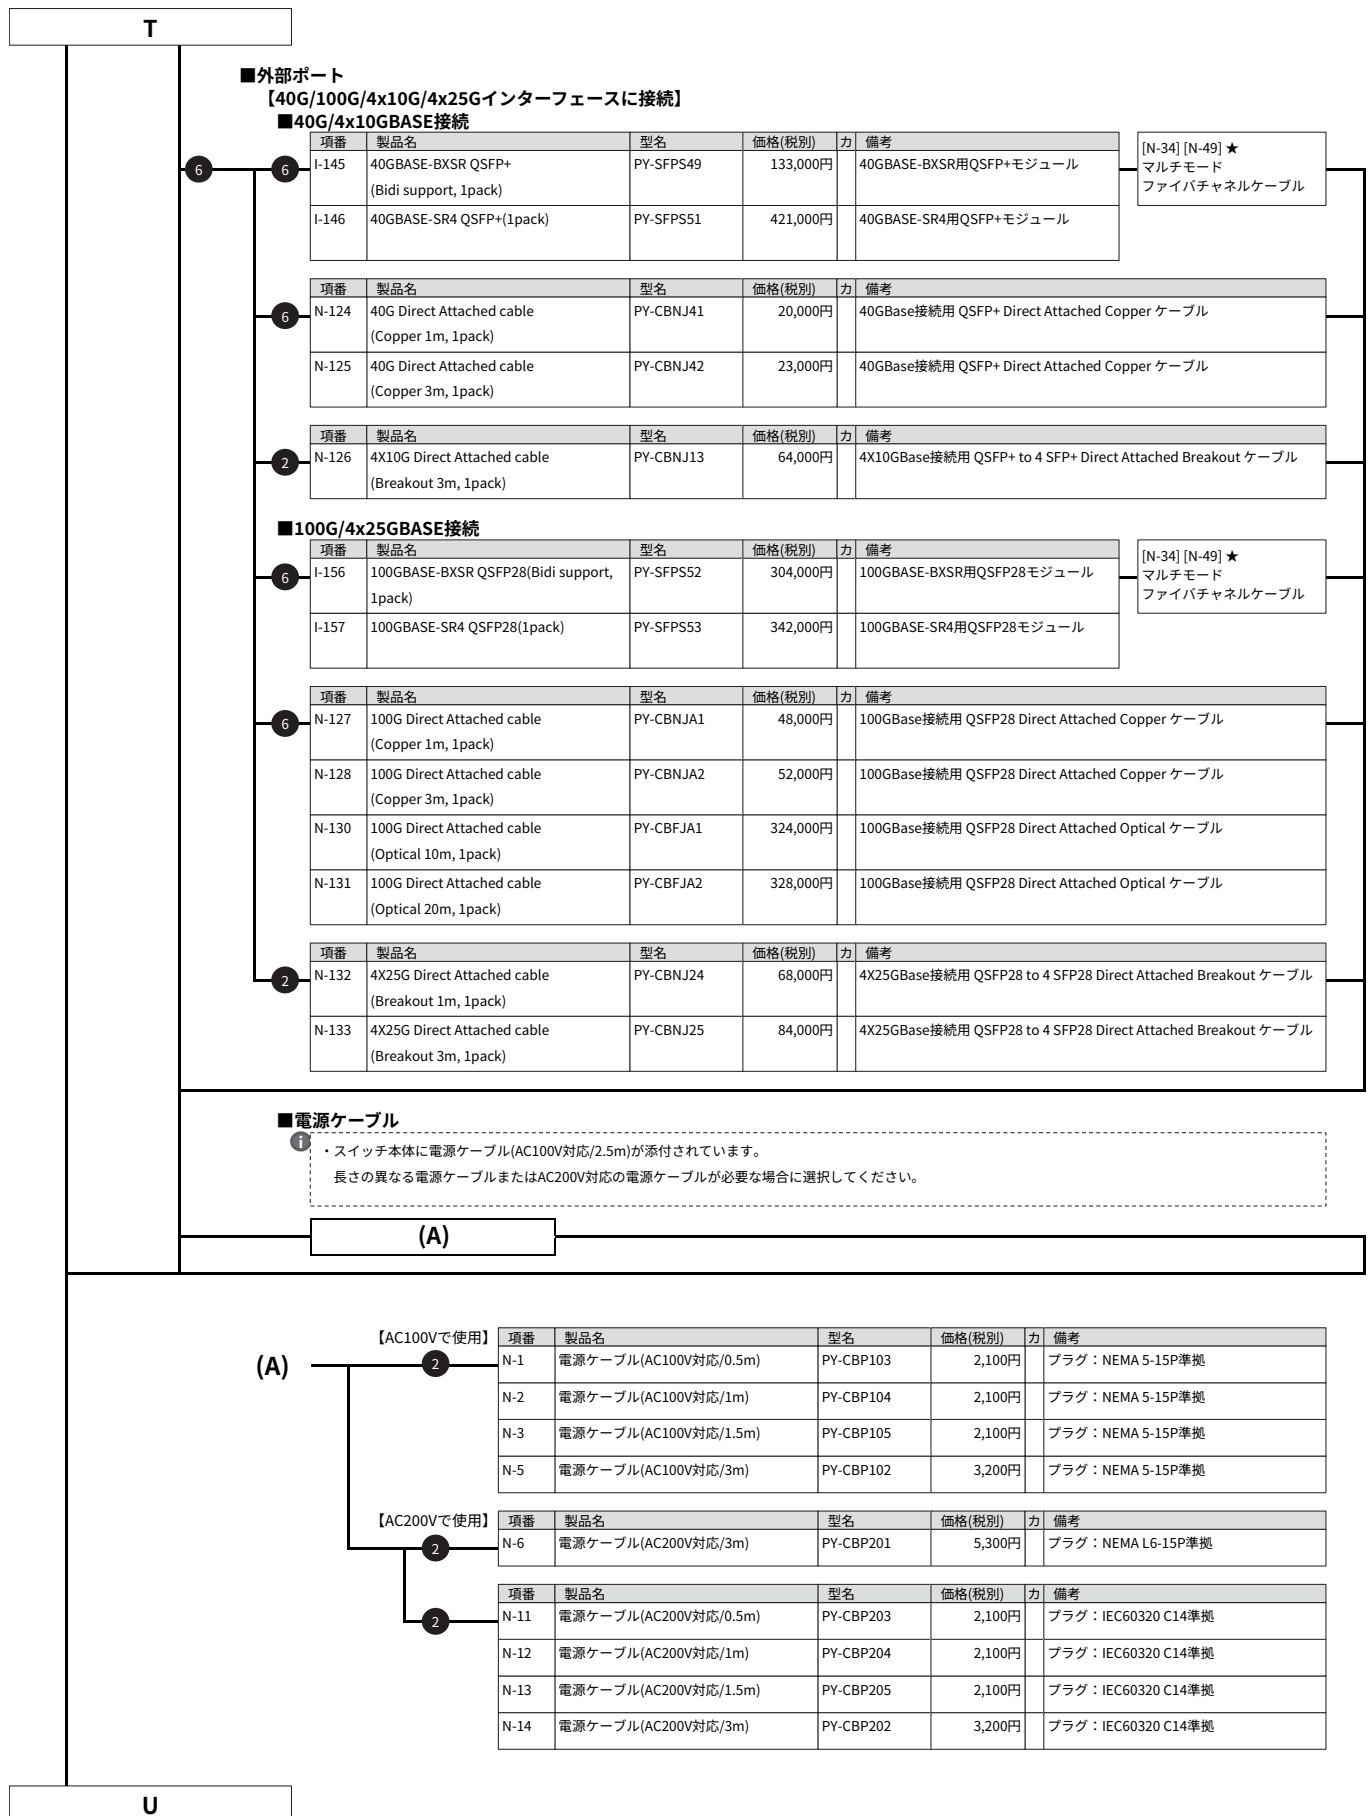 T
■外部ポート
【40G/100G/4x10G/4x25Gインターフェースに接続】
■40G/4x10GBASE接続
項番 製品名 型名 価格(税別) カ 備考
6 6 I-145 40GBASE-BXSR QSFP+ PY-SFPS49 133,000円 40GBASE-BXSR用QSFP+モジュール
(Bidi support, 1pack)
I-146 40GBASE-SR4 QSFP+(1pack) PY-SFPS51 421,000円 40GBASE-SR4用QSFP+モジュール
[N-34] [N-49] ★
マルチモード
ファイバチャネルケーブル
項番 製品名 型名 価格(税別) カ 備考
6 N-124 40G Direct Attached cable PY-CBNJ41 20,000円 40GBase接続用 QSFP+ Direct Attached Copper ケーブル
(Copper 1m, 1pack)
N-125 40G Direct Attached cable PY-CBNJ42 23,000円 40GBase接続用 QSFP+ Direct Attached Copper ケーブル
(Copper 3m, 1pack)
項番 製品名 型名 価格(税別) カ 備考
2 N-126 4X10G Direct Attached cable PY-CBNJ13 64,000円 4X10GBase接続用 QSFP+ to 4 SFP+ Direct Attached Breakout ケーブル
(Breakout 3m, 1pack)
■100G/4x25GBASE接続
項番 製品名 型名 価格(税別) カ 備考
6 I-156 100GBASE-BXSR QSFP28(Bidi support, PY-SFPS52 304,000円 100GBASE-BXSR用QSFP28モジュール
1pack)
I-157 100GBASE-SR4 QSFP28(1pack) PY-SFPS53 342,000円 100GBASE-SR4用QSFP28モジュール
[N-34] [N-49] ★
マルチモード
ファイバチャネルケーブル
項番 製品名 型名 価格(税別) カ 備考
6 N-127 100G Direct Attached cable PY-CBNJA1 48,000円 100GBase接続用 QSFP28 Direct Attached Copper ケーブル
(Copper 1m, 1pack)
N-128 100G Direct Attached cable PY-CBNJA2 52,000円 100GBase接続用 QSFP28 Direct Attached Copper ケーブル
(Copper 3m, 1pack)
N-130 100G Direct Attached cable PY-CBFJA1 324,000円 100GBase接続用 QSFP28 Direct Attached Optical ケーブル
(Optical 10m, 1pack)
N-131 100G Direct Attached cable PY-CBFJA2 328,000円 100GBase接続用 QSFP28 Direct Attached Optical ケーブル
(Optical 20m, 1pack)
項番 製品名 型名 価格(税別) カ 備考
2 N-132 4X25G Direct Attached cable PY-CBNJ24 68,000円 4X25GBase接続用 QSFP28 to 4 SFP28 Direct Attached Breakout ケーブル
(Breakout 1m, 1pack)
N-133 4X25G Direct Attached cable PY-CBNJ25 84,000円 4X25GBase接続用 QSFP28 to 4 SFP28 Direct Attached Breakout ケーブル
(Breakout 3m, 1pack)
■電源ケーブル
i ・スイッチ本体に電源ケーブル(AC100V対応/2.5m)が添付されています。
長さの異なる電源ケーブルまたはAC200V対応の電源ケーブルが必要な場合に選択してください。
(A)
【AC100Vで使用】 項番 製品名 型名 価格(税別) カ 備考
(A) 2 N-1 電源ケーブル(AC100V対応/0.5m) PY-CBP103 2,100円 プラグ：NEMA 5-15P準拠
N-2 電源ケーブル(AC100V対応/1m) PY-CBP104 2,100円 プラグ：NEMA 5-15P準拠
N-3 電源ケーブル(AC100V対応/1.5m) PY-CBP105 2,100円 プラグ：NEMA 5-15P準拠
N-5 電源ケーブル(AC100V対応/3m) PY-CBP102 3,200円 プラグ：NEMA 5-15P準拠
【AC200Vで使用】 項番 製品名 型名 価格(税別) カ 備考
2 N-6 電源ケーブル(AC200V対応/3m) PY-CBP201 5,300円 プラグ：NEMA L6-15P準拠
項番 製品名 型名 価格(税別) カ 備考
2 N-11 電源ケーブル(AC200V対応/0.5m) PY-CBP203 2,100円 プラグ：IEC60320 C14準拠
N-12 電源ケーブル(AC200V対応/1m) PY-CBP204 2,100円 プラグ：IEC60320 C14準拠
N-13 電源ケーブル(AC200V対応/1.5m) PY-CBP205 2,100円 プラグ：IEC60320 C14準拠
N-14 電源ケーブル(AC200V対応/3m) PY-CBP202 3,200円 プラグ：IEC60320 C14準拠
U